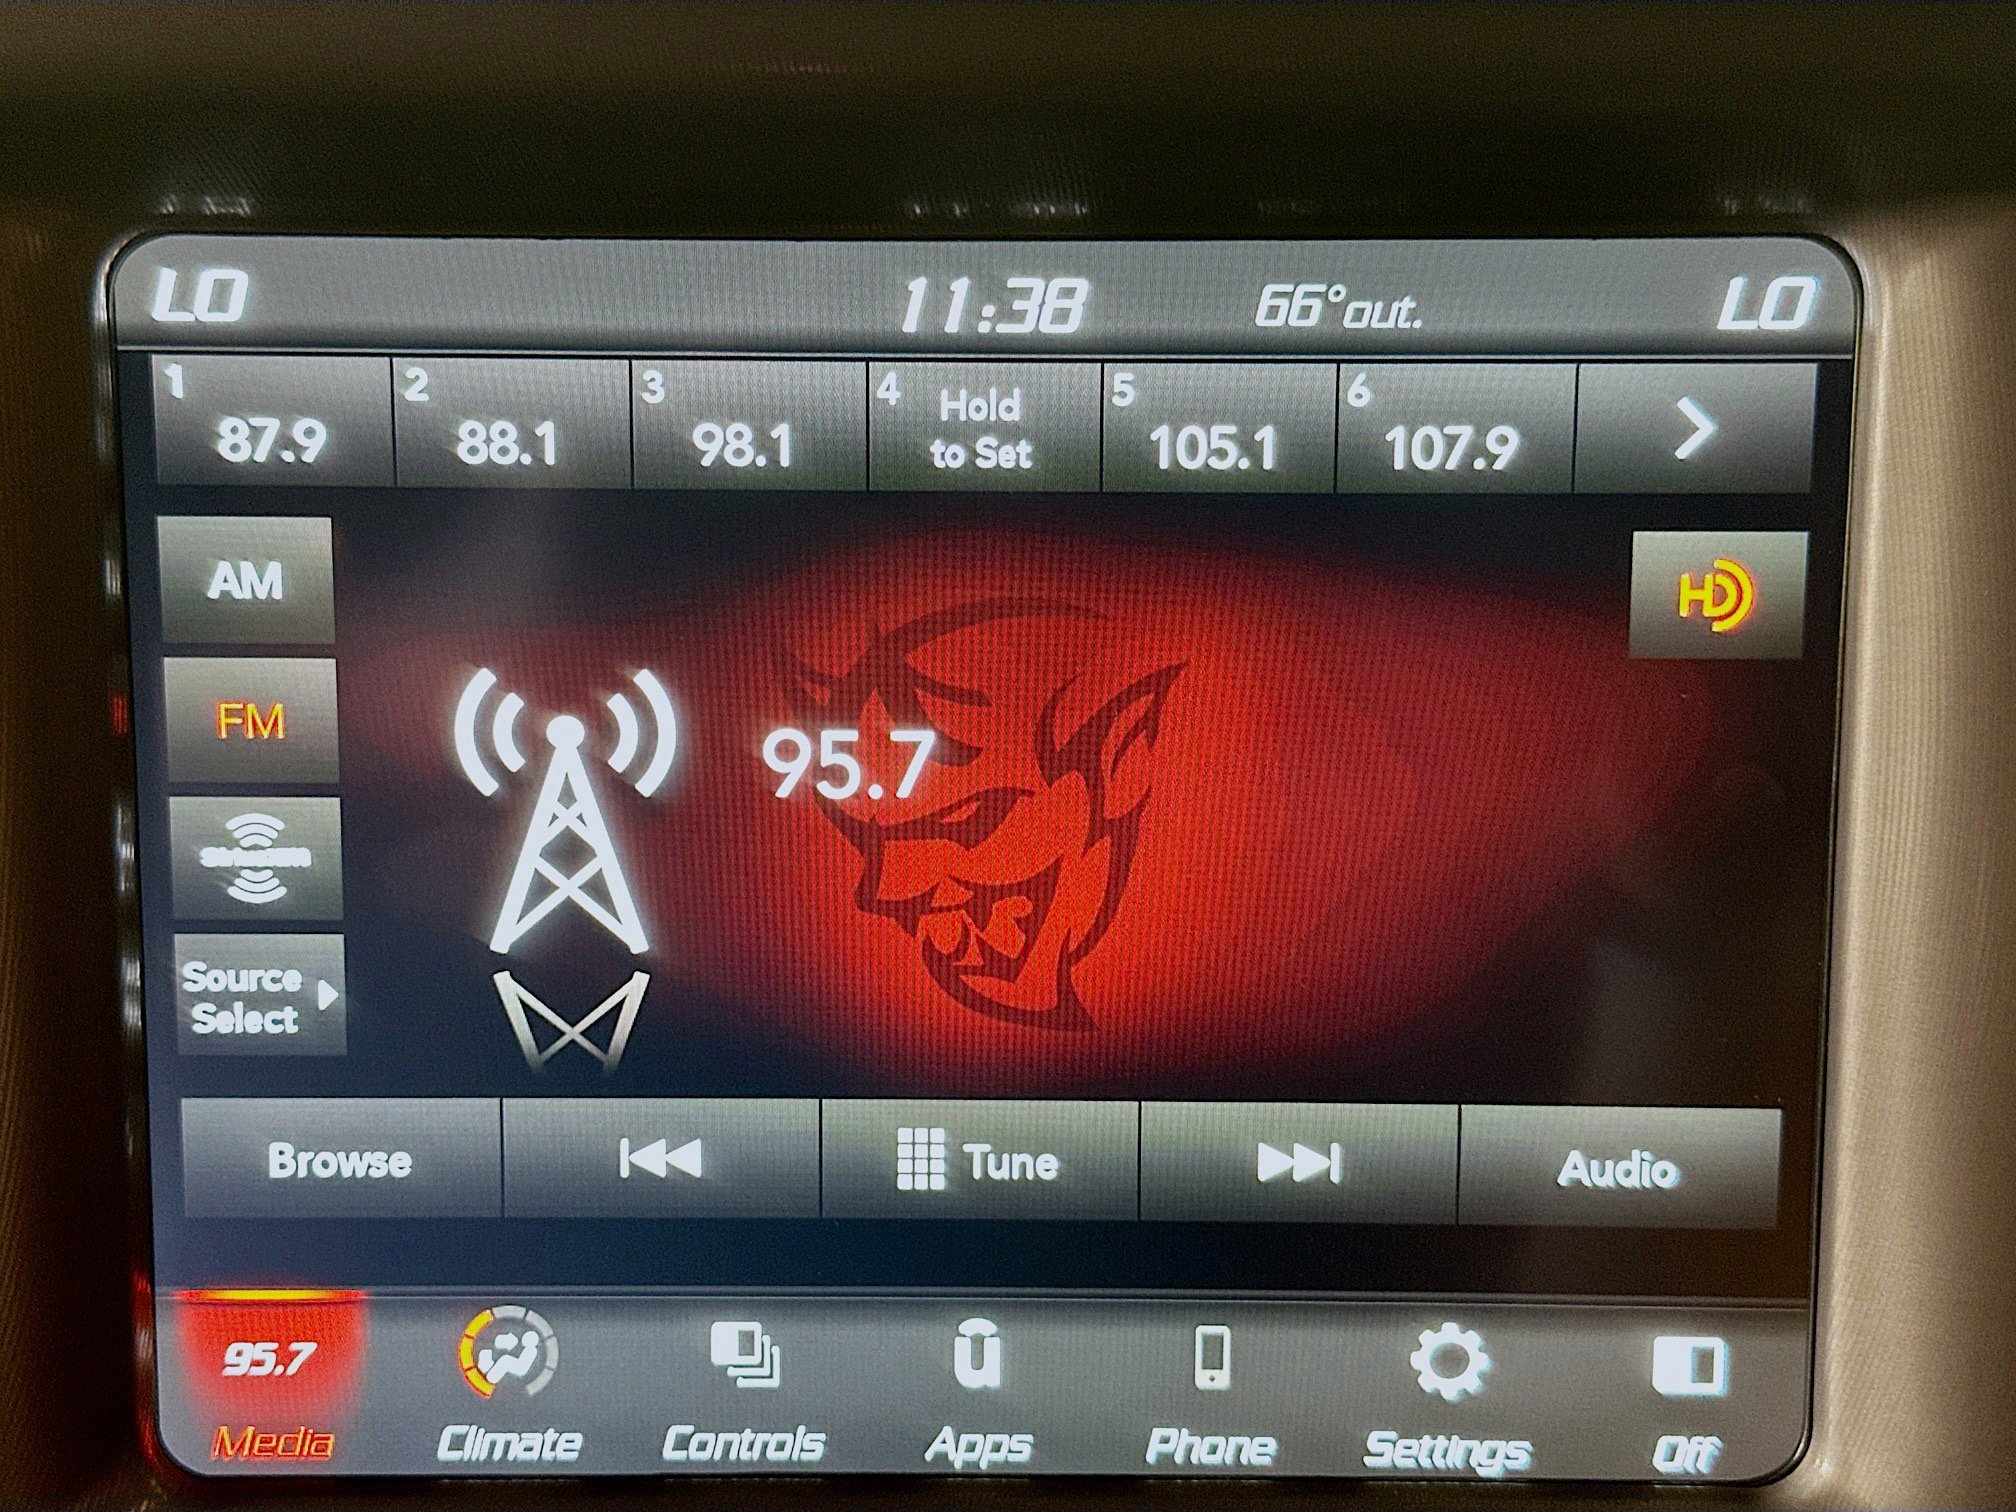 LO 11:38 66°out. LO
1 2 3 4 Hold 5 6
87.9 88.1 98.1 to Set 105.1 107.9
AM
HD
FM
95.7
Source
Select
Browse Tune Audio
95.7
Media Climate Controls Apps Phone Settings Off